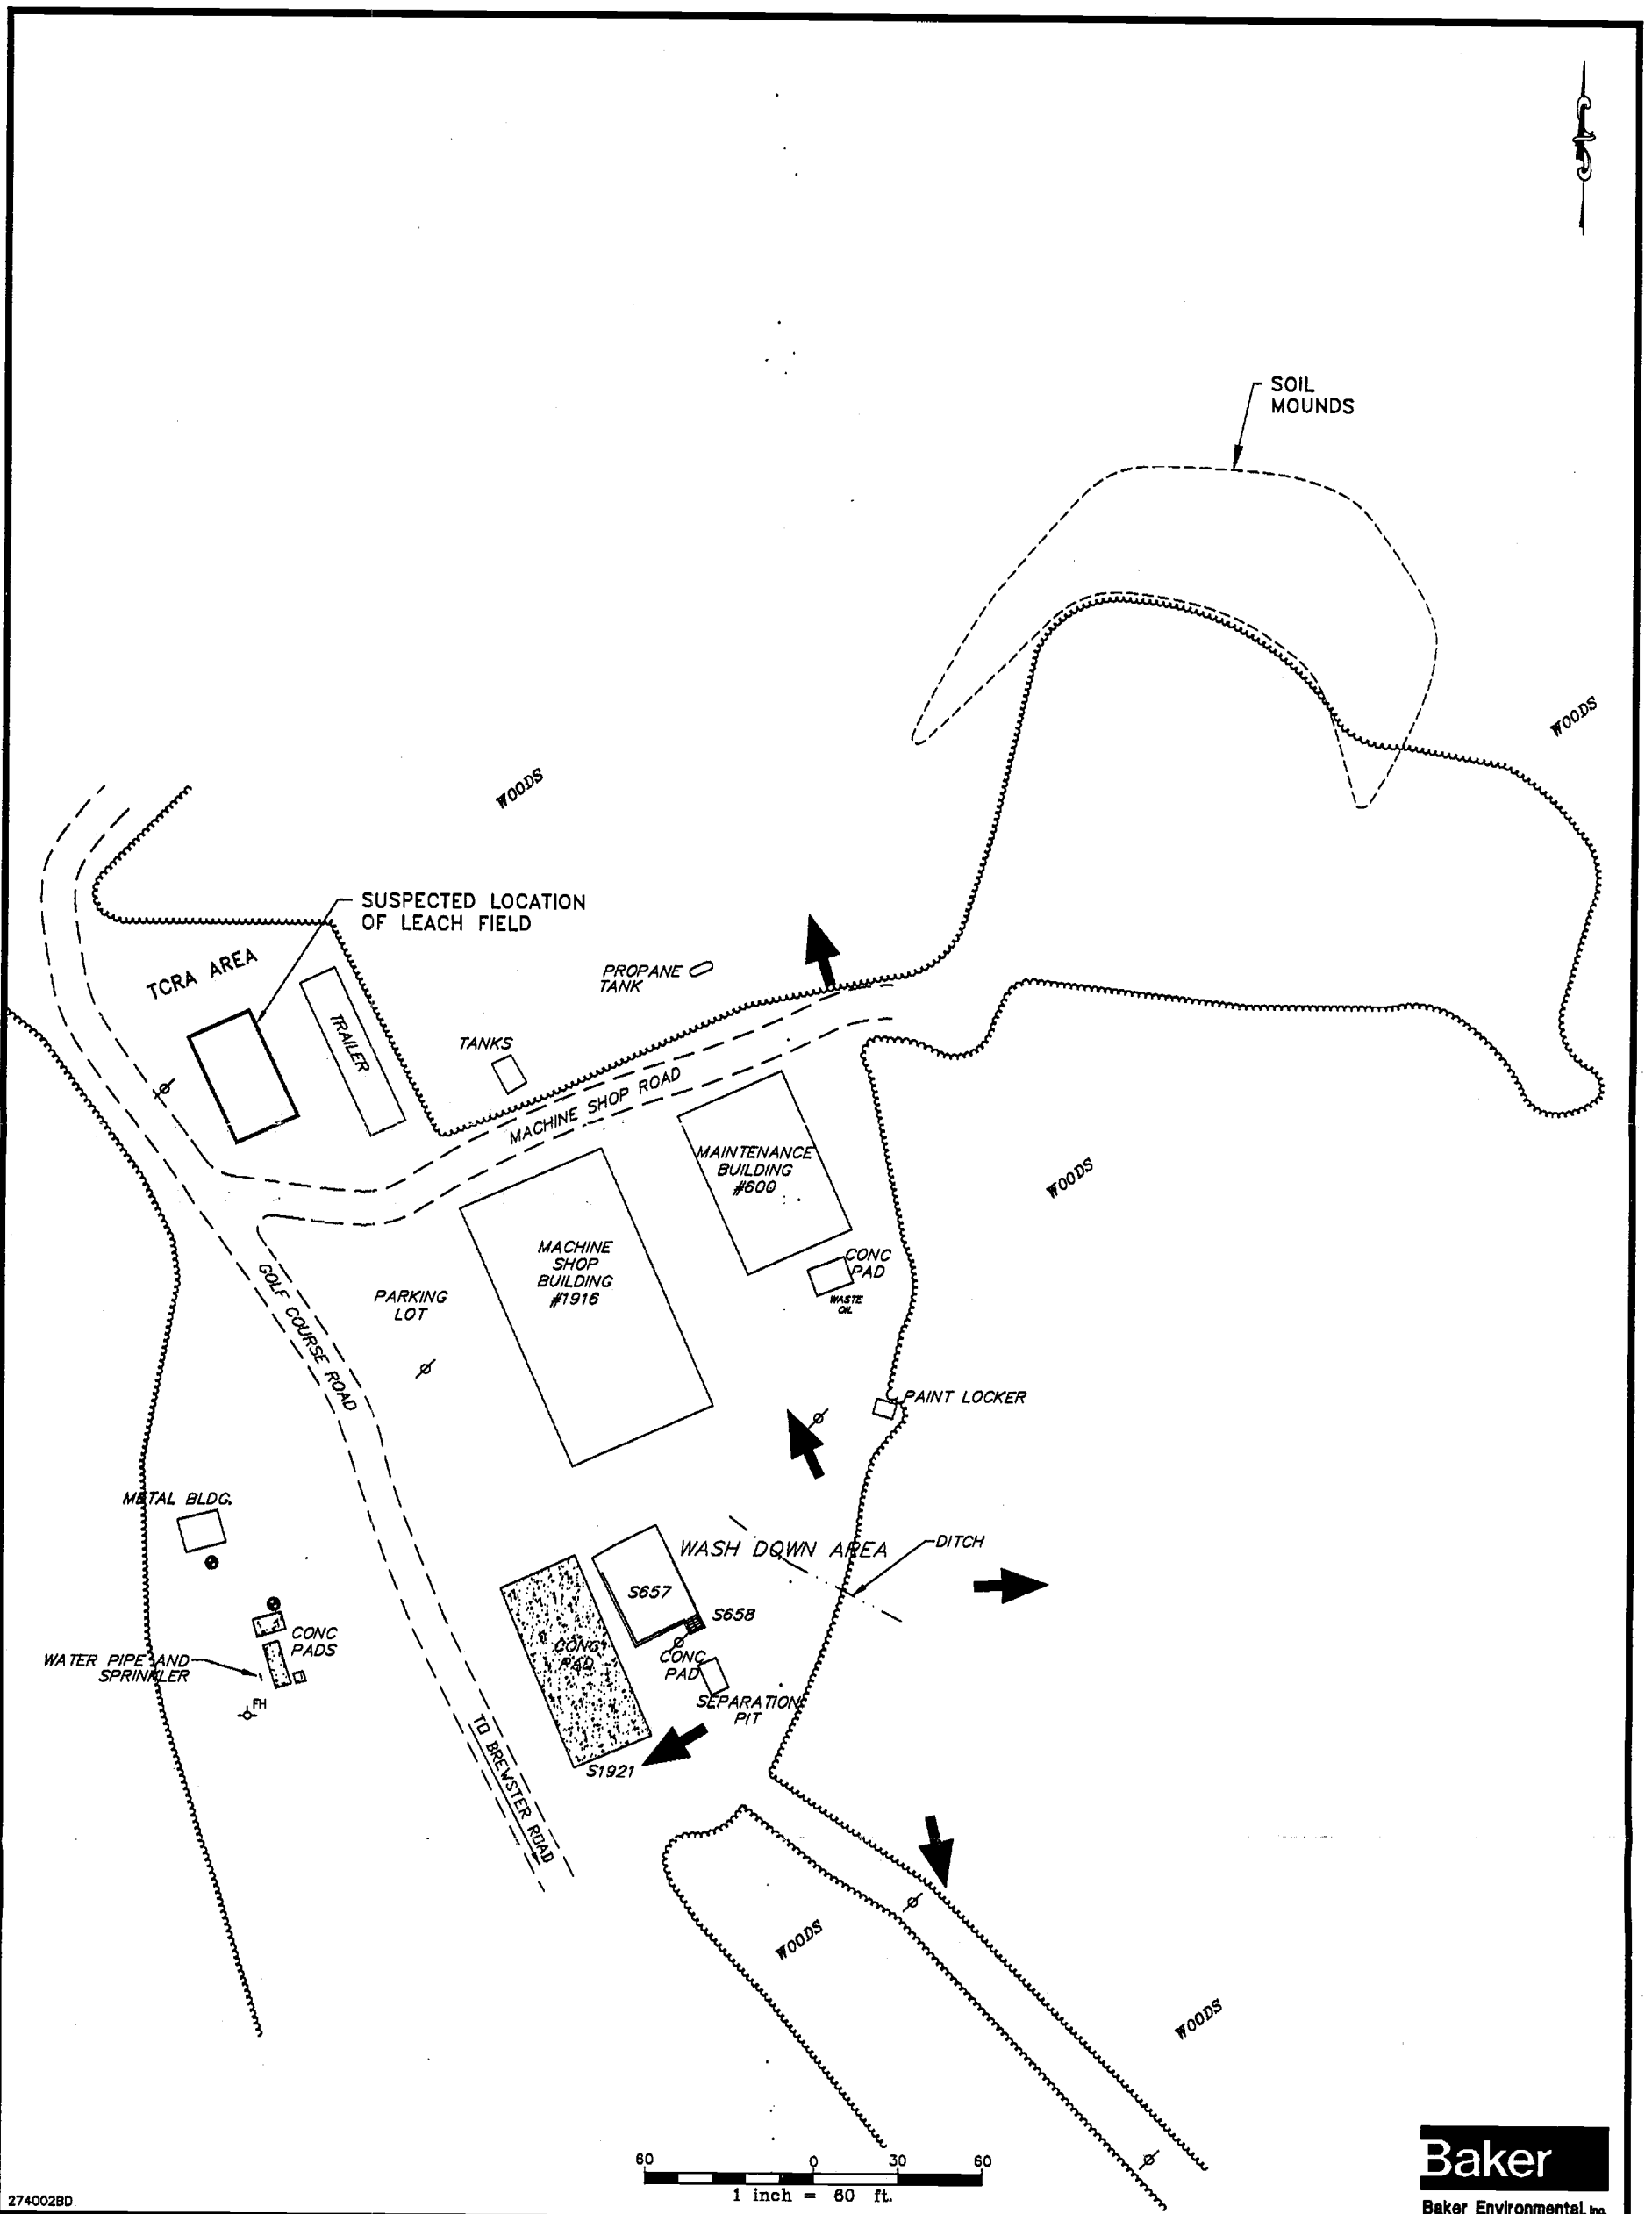 SOIL
MOUNDS
WOODS
WOODS
SUSPECTED LOCATION
OF LEACH FIELD
TCRA AREA
PROPANE
TANK
TRAILER
TANKS
MACHINE SHOP ROAD
MAINTENANCE
BUILDING
#600
WOODS
MACHINE
SHOP
BUILDING
#1916
CONC
PAD
WASTE
OIL
GOLF COURSE ROAD
PARKING
LOT
PAINT LOCKER
METAL BLDG.
WASH DOWN AREA
DITCH
S657
S658
CONC
PADS
CONC
PAD
CONC
PAD
WATER PIPE AND
SPRINKLER
FH
SEPARATION
PIT
S1921
TO BREWSTER ROAD
WOODS
WOODS
60 0 30 60
1 inch = 60 ft.
Baker
Baker Environmental, Inc.
274002BD